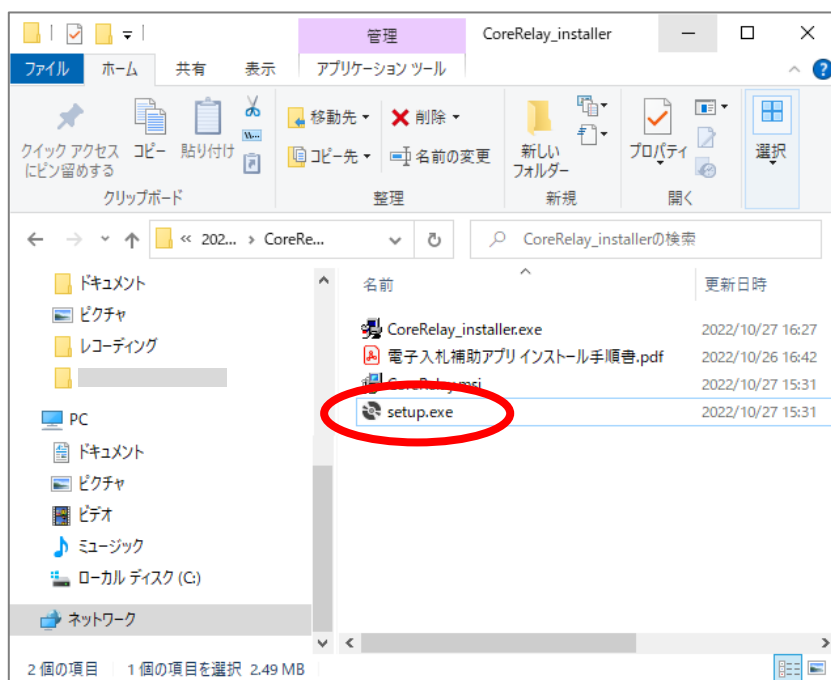 管理
CoreRelay_installer
ファイル
ホーム
共有
表示
アプリケーション ツール
クイック アクセス
にピン留めする
コピー
貼り付け
移動先
コピー先
削除
名前の変更
新しい
フォルダー
プロパティ
選択
クリップボード
整理
新規
開く
« 202... › CoreRe...
CoreRelay_installerの検索
ドキュメント
ピクチャ
レコーディング
PC
ドキュメント
ピクチャ
ビデオ
ミュージック
ローカル ディスク (C:)
ネットワーク
名前
更新日時
CoreRelay_installer.exe 2022/10/27 16:27
電子入札補助アプリ インストール手順書.pdf 2022/10/26 16:42
CoreRelay.msi 2022/10/27 15:31
setup.exe 2022/10/27 15:31
2 個の項目
1 個の項目を選択 2.49 MB